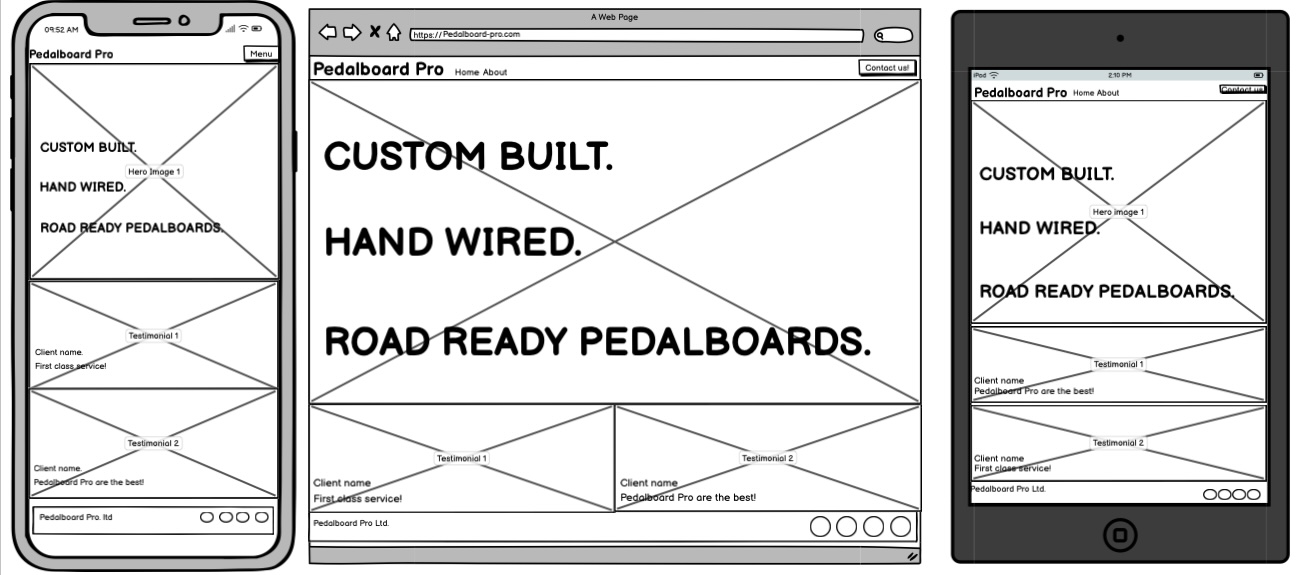 09:52 AM
Pedalboard Pro
Menu
CUSTOM BUILT.
Hero Image 1
HAND WIRED.
ROAD READY PEDALBOARDS.
Testimonial 1
Client name.
First class service!
Testimonial 2
Client name.
Pedalboard Pro are the best!
Pedalboard Pro. ltd
A Web Page
https://Pedalboard-pro.com
Pedalboard Pro
Home About
Contact us!
CUSTOM BUILT.
HAND WIRED.
ROAD READY PEDALBOARDS.
Testimonial 1
Client name
First class service!
Testimonial 2
Client name
Pedalboard Pro are the best!
Pedalboard Pro Ltd.
iPod
2:10 PM
Pedalboard Pro
Home About
Contact us
CUSTOM BUILT.
Hero image 1
HAND WIRED.
ROAD READY PEDALBOARDS.
Testimonial 1
Client name
Pedalboard Pro are the best!
Testimonial 2
Client name
First class service!
Pedalboard Pro Ltd.